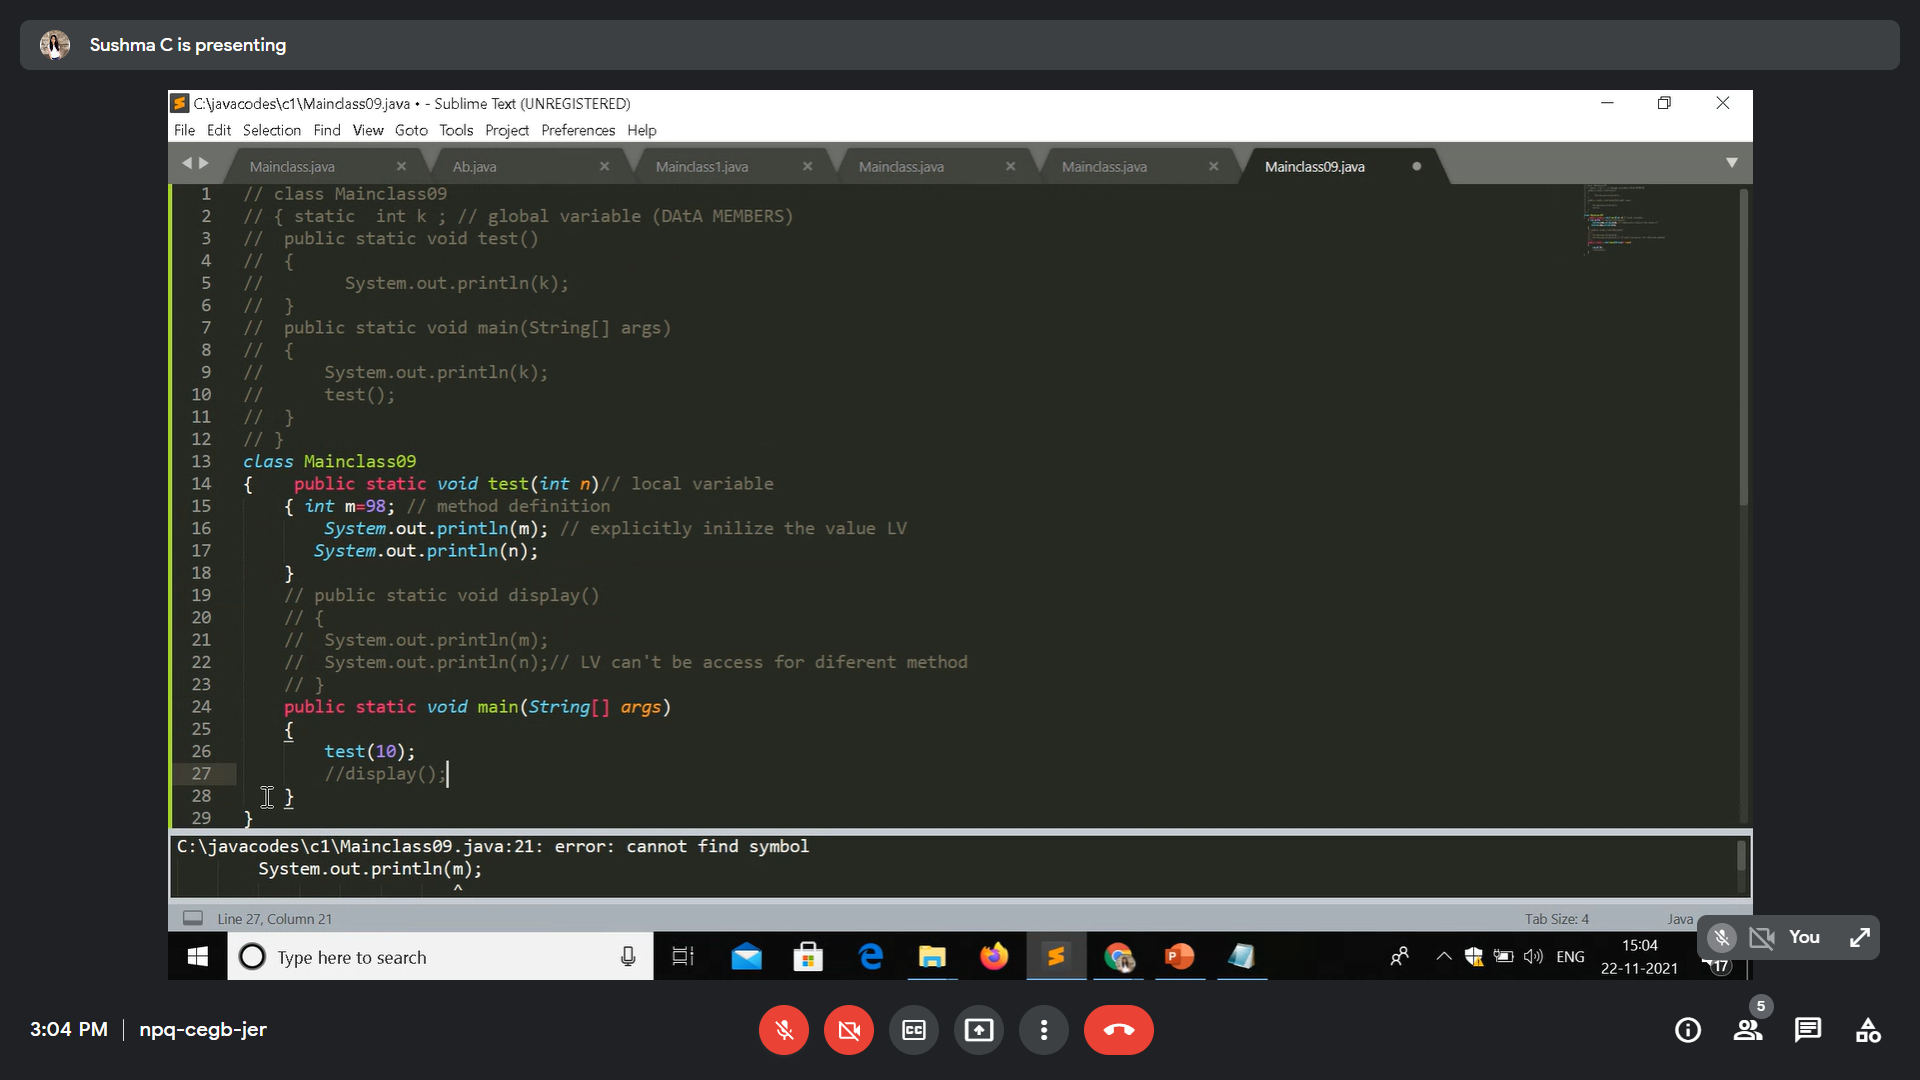 Sushma C is presenting
C:\javacodes\c1\Mainclass09.java • - Sublime Text (UNREGISTERED)
File Edit Selection Find View Goto Tools Project Preferences Help
Mainclass.java Ab.java Mainclass1.java Mainclass.java Mainclass.java Mainclass09.java
1 // class Mainclass09
2 // { static int k ; // global variable (DAtA MEMBERS)
3 // public static void test()
4 // {
5 // System.out.println(k);
6 // }
7 // public static void main(String[] args)
8 // {
9 // System.out.println(k);
10 // test();
11 // }
12 // }
13 class Mainclass09
14 { public static void test(int n)// local variable
15 { int m=98; // method definition
16 System.out.println(m); // explicitly inilize the value LV
17 System.out.println(n);
18 }
19 // public static void display()
20 // {
21 // System.out.println(m);
22 // System.out.println(n);// LV can't be access for diferent method
23 // }
24 public static void main(String[] args)
25 {
26 test(10);
27 //display();
28 }
29 }
C:\javacodes\c1\Mainclass09.java:21: error: cannot find symbol
System.out.println(m);
^
Line 27, Column 21 Tab Size: 4 Java
You
Type here to search ENG 15:04
22-11-2021 17
3:04 PM | npq-cegb-jer 5